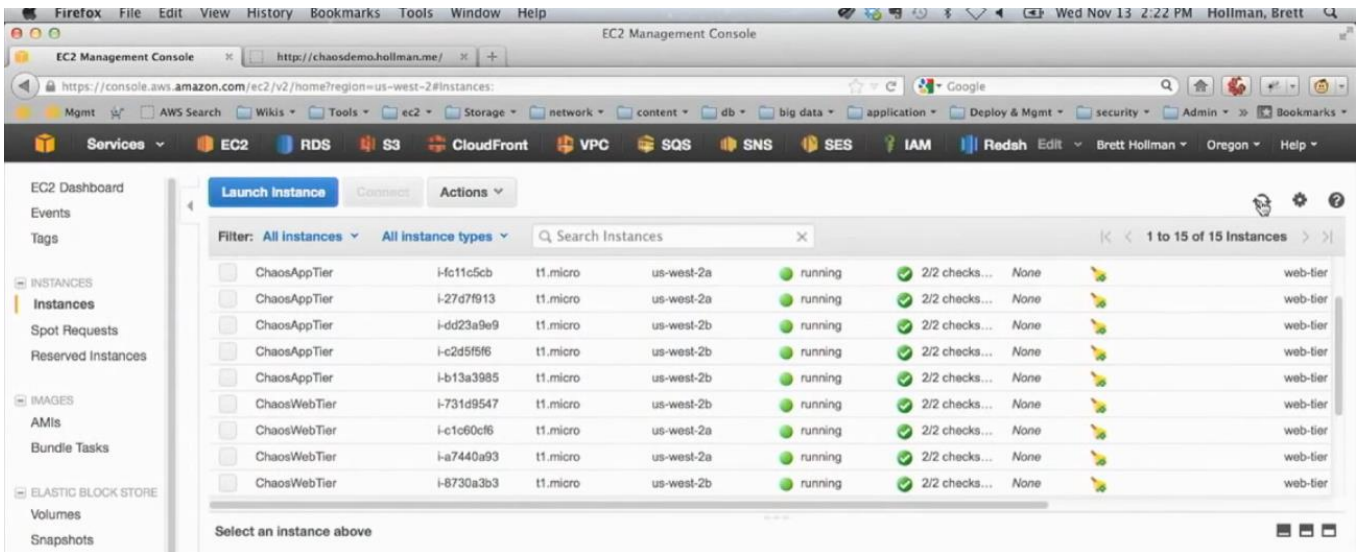 Firefox File Edit View History Bookmarks Tools Window Help Wed Nov 13 2:22 PM Hollman, Brett
EC2 Management Console
EC2 Management Console http://chaosdemo.hollman.me/
https://console.aws.amazon.com/ec2/v2/home?region=us-west-2#Instances: Google
Mgmt AWS Search Wikis Tools ec2 Storage network content db big data application Deploy & Mgmt security Admin » Bookmarks
Services EC2 RDS S3 CloudFront VPC SQS SNS SES IAM Redsh Edit Brett Hollman Oregon Help
EC2 Dashboard
Events
Tags
INSTANCES
Instances
Spot Requests
Reserved Instances
IMAGES
AMIs
Bundle Tasks
ELASTIC BLOCK STORE
Volumes
Snapshots
Launch Instance Connect Actions
Filter: All instances All instance types Search Instances 1 to 15 of 15 Instances
ChaosAppTier i-fc11c5cb t1.micro us-west-2a running 2/2 checks... None web-tier
ChaosAppTier i-27d7f913 t1.micro us-west-2a running 2/2 checks... None web-tier
ChaosAppTier i-dd23a9e9 t1.micro us-west-2b running 2/2 checks... None web-tier
ChaosAppTier i-c2d5f5f6 t1.micro us-west-2b running 2/2 checks... None web-tier
ChaosAppTier i-b13a3985 t1.micro us-west-2b running 2/2 checks... None web-tier
ChaosWebTier i-731d9547 t1.micro us-west-2b running 2/2 checks... None web-tier
ChaosWebTier i-c1c60cf6 t1.micro us-west-2a running 2/2 checks... None web-tier
ChaosWebTier i-a7440a93 t1.micro us-west-2a running 2/2 checks... None web-tier
ChaosWebTier i-8730a3b3 t1.micro us-west-2b running 2/2 checks... None web-tier
Select an instance above